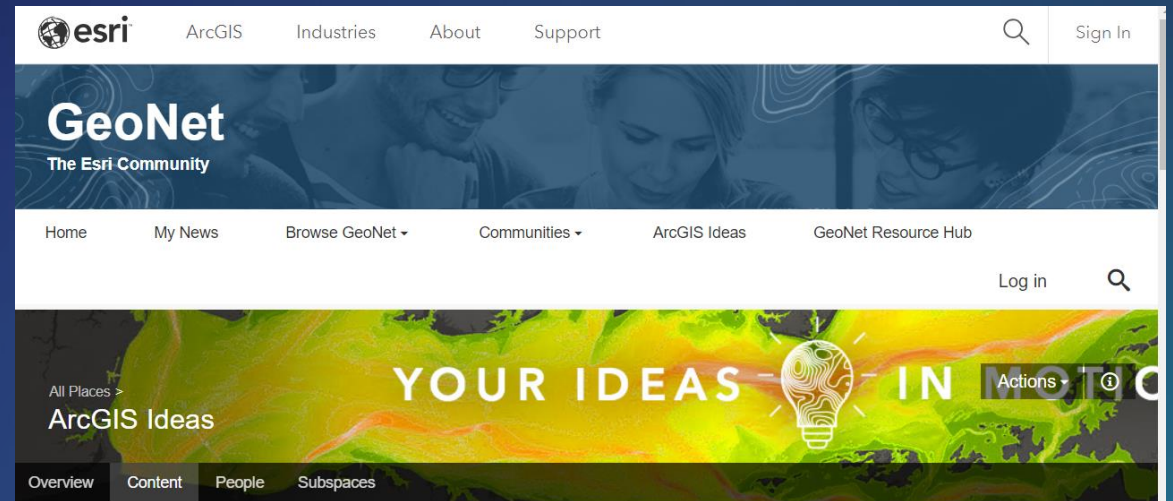 esri ArcGIS Industries About Support Sign In
GeoNet
The Esri Community
Home My News Browse GeoNet Communities ArcGIS Ideas GeoNet Resource Hub
Log in
YOUR IDEAS IN MOTIO
Actions
All Places >
ArcGIS Ideas
Overview Content People Subspaces